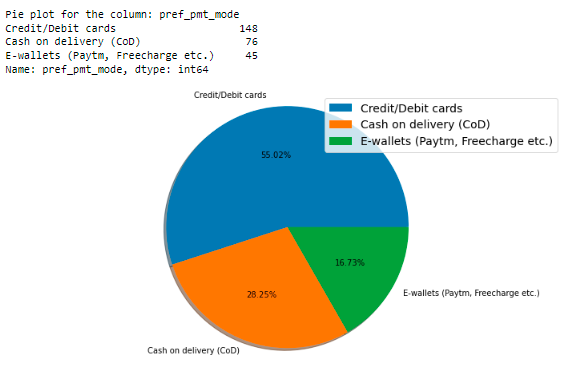 Pie plot for the column: pref_pmt_mode
Credit/Debit cards 148
Cash on delivery (CoD) 76
E-wallets (Paytm, Freecharge etc.) 45
Name: pref_pmt_mode, dtype: int64
Credit/Debit cards
Credit/Debit cards
Cash on delivery (CoD)
E-wallets (Paytm, Freecharge etc.)
55.02%
16.73%
28.25%
E-wallets (Paytm, Freecharge etc.)
Cash on delivery (CoD)